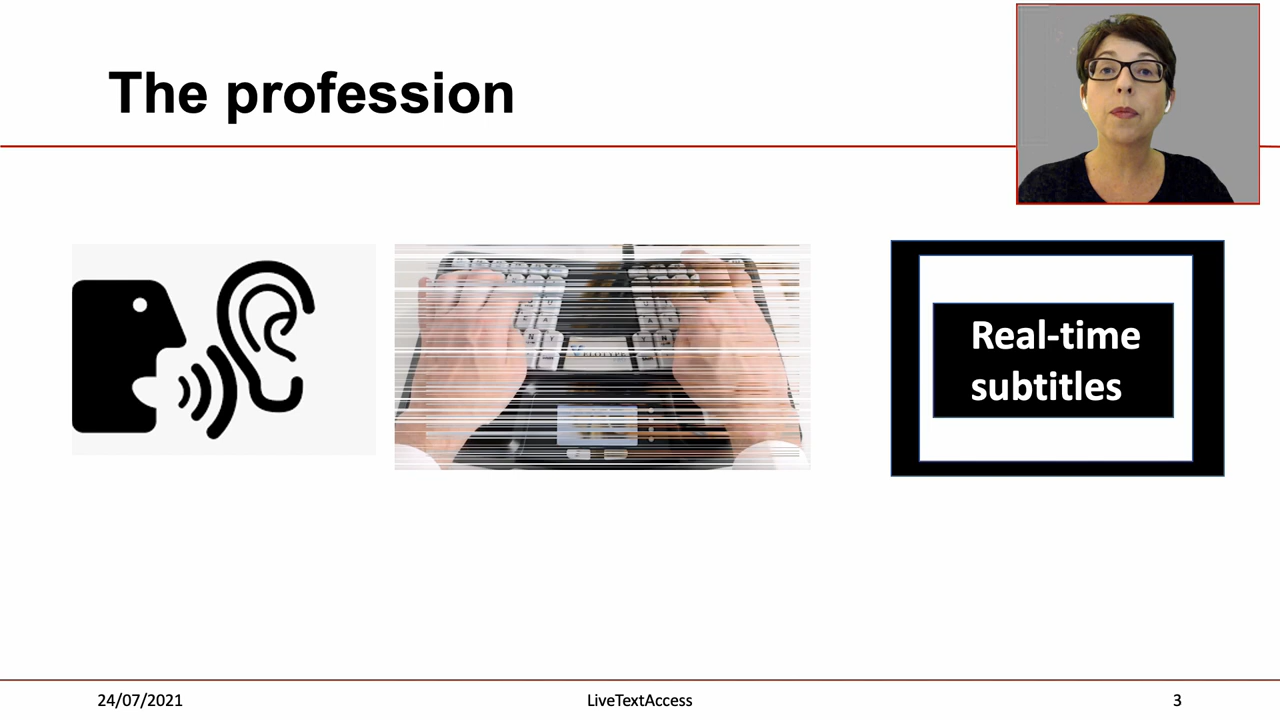 The profession
Real-time
subtitles
24/07/2021
LiveTextAccess
3